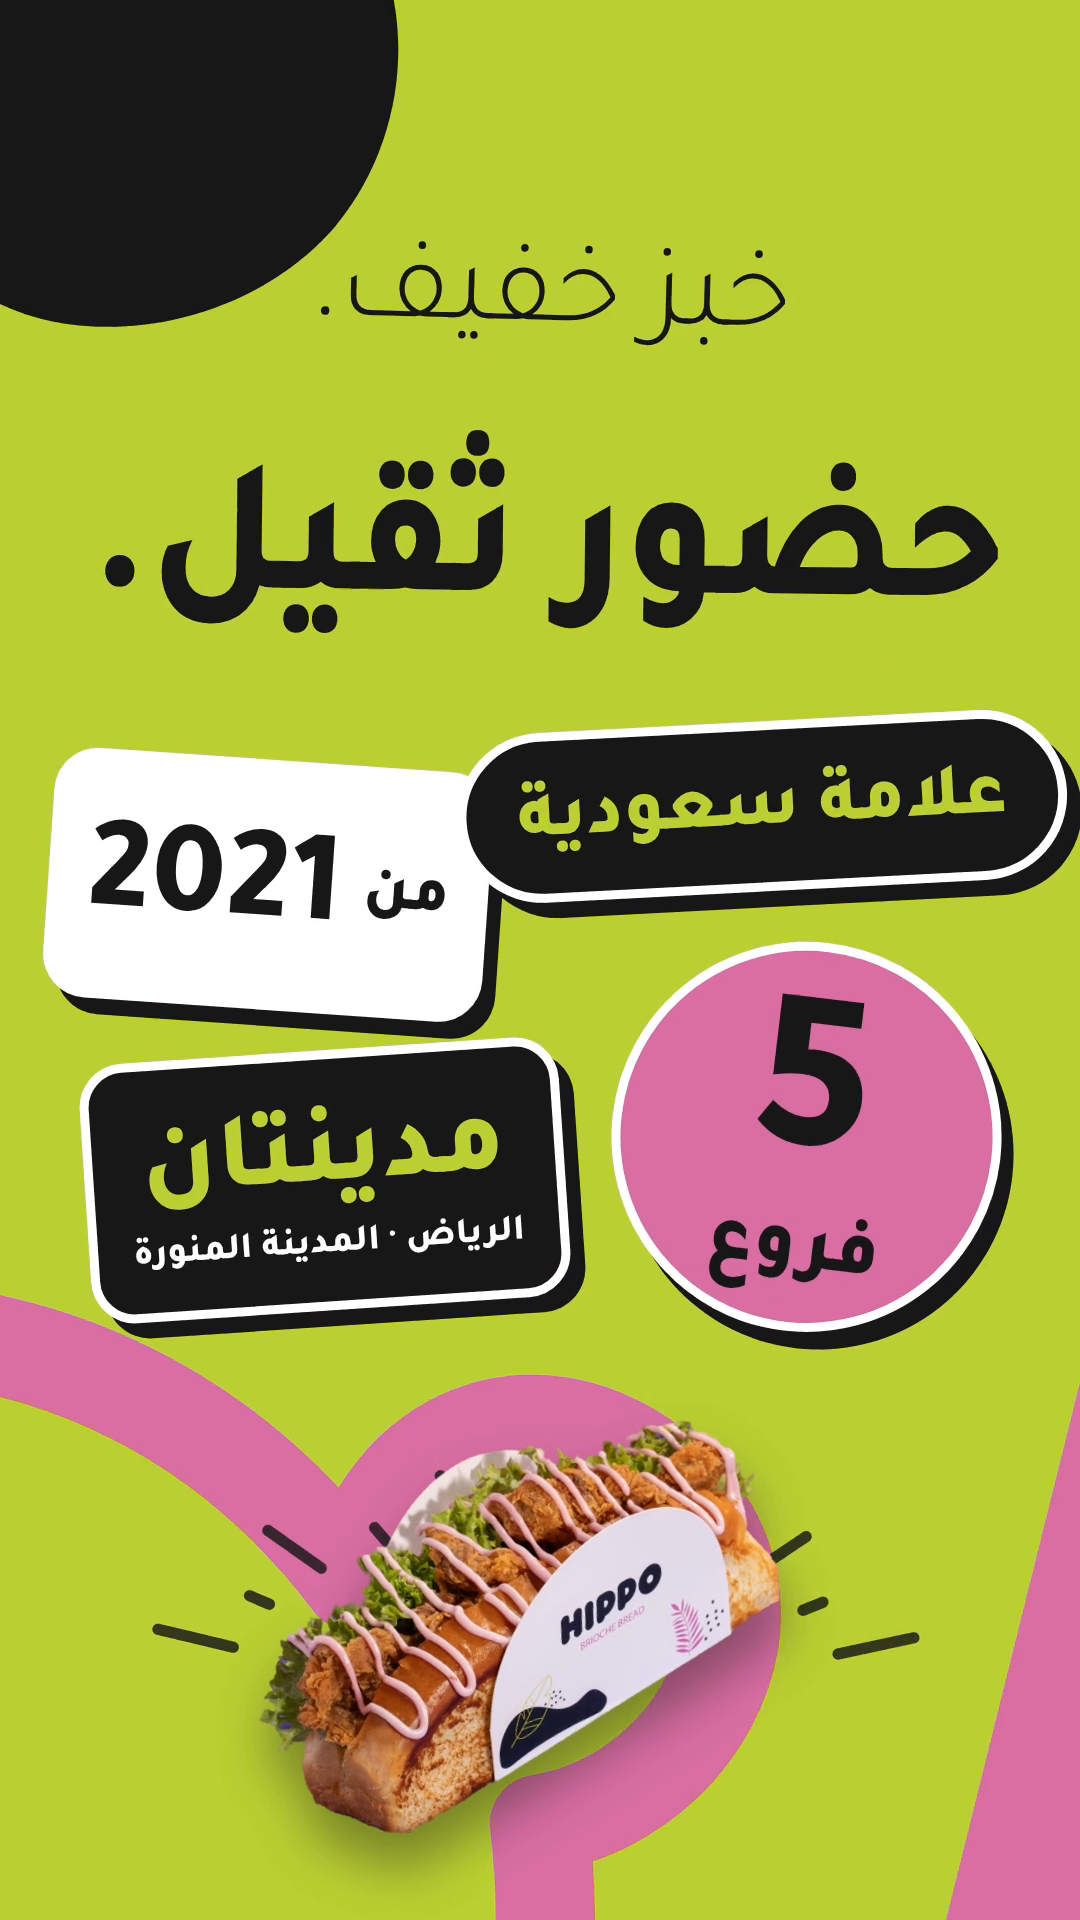 خبز خفيف.
حضور ثقيل.
علامة سعودية
من 2021
5
فروع
مدينتان
الرياض · المدينة المنورة
HIPPO
BRIOCHE BREAD